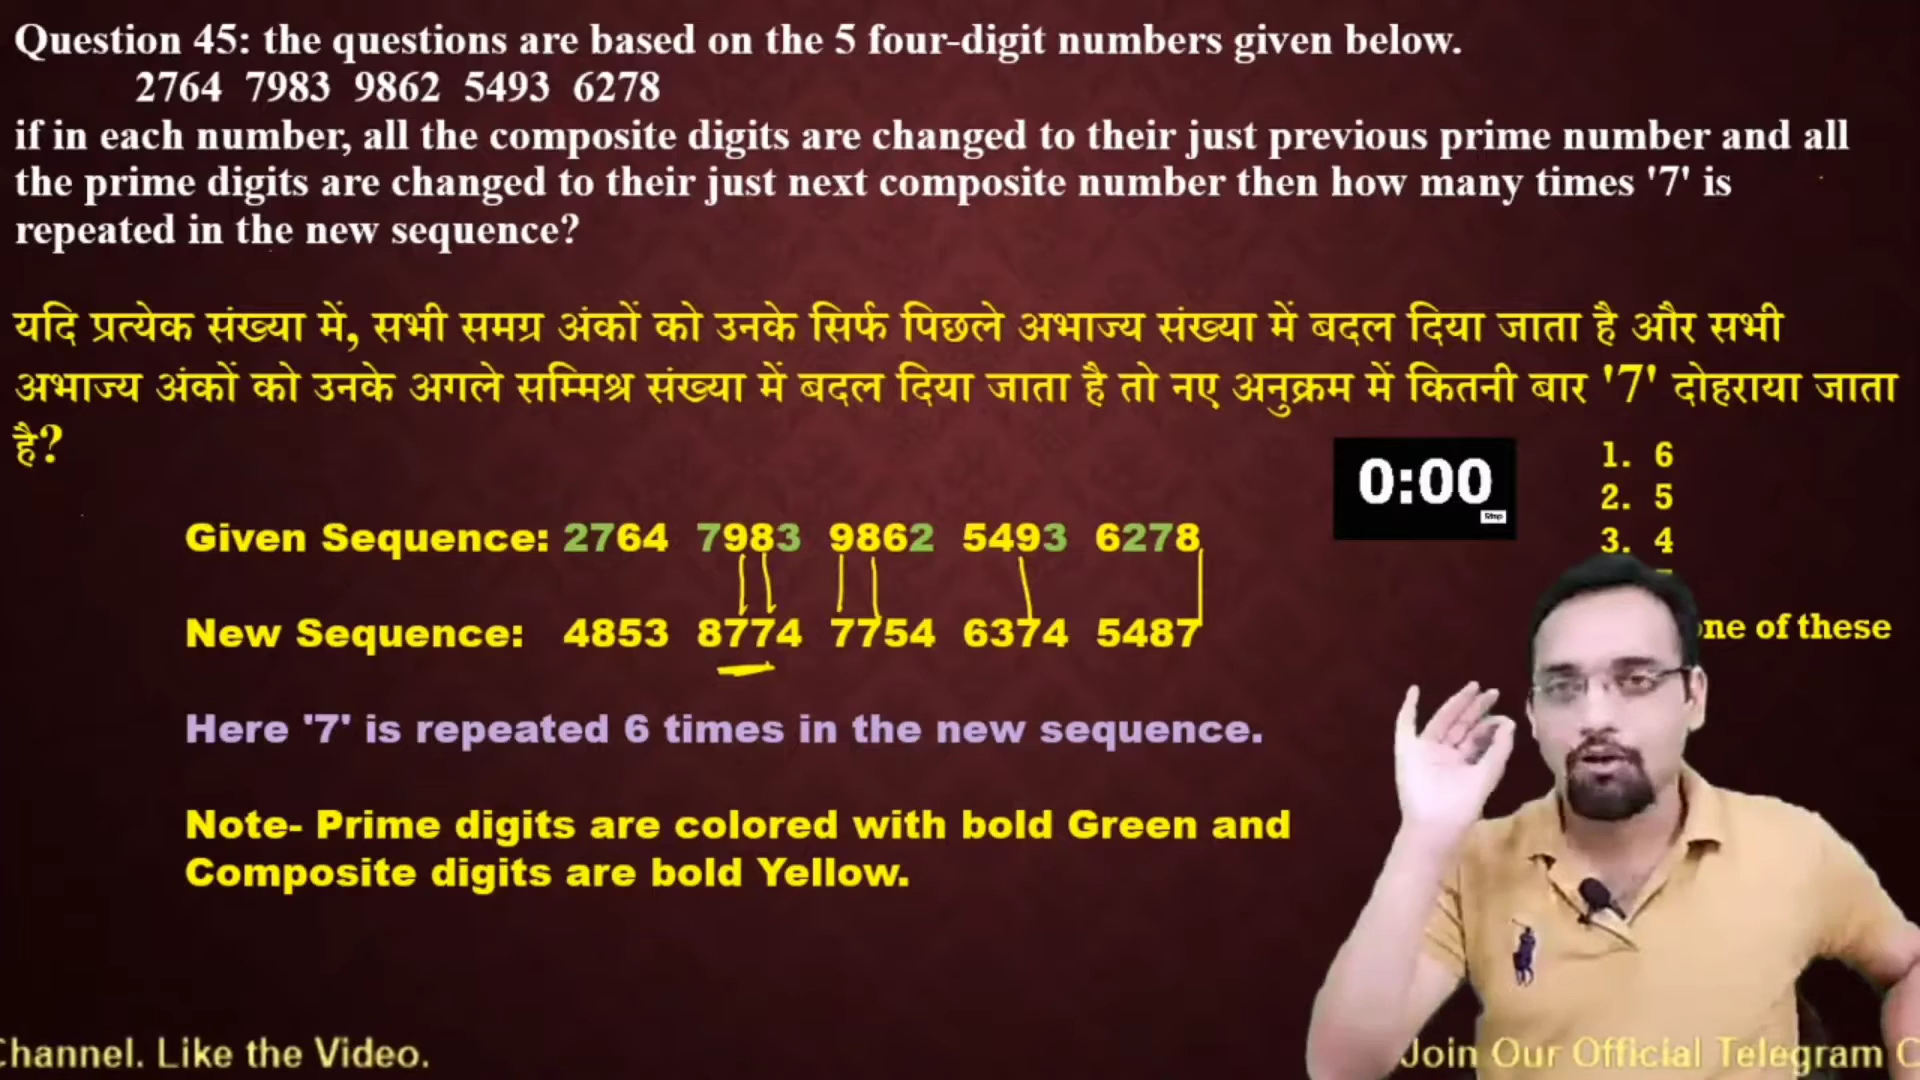 Question 45: the questions are based on the 5 four-digit numbers given below.
2764 7983 9862 5493 6278
if in each number, all the composite digits are changed to their just previous prime number and all
the prime digits are changed to their just next composite number then how many times '7' is
repeated in the new sequence?
यदि प्रत्येक संख्या में, सभी समग्र अंकों को उनके सिर्फ पिछले अभाज्य संख्या में बदल दिया जाता है और सभी
अभाज्य अंकों को उनके अगले सम्मिश्र संख्या में बदल दिया जाता है तो नए अनुक्रम में कितनी बार '7' दोहराया जाता
है?
0:00
Stop
1. 6
2. 5
3. 4
ne of these
Given Sequence: 2764 7983 9862 5493 6278
New Sequence: 4853 8774 7754 6374 5487
Here '7' is repeated 6 times in the new sequence.
Note- Prime digits are colored with bold Green and
Composite digits are bold Yellow.
Channel. Like the Video.
Join Our Official Telegram C